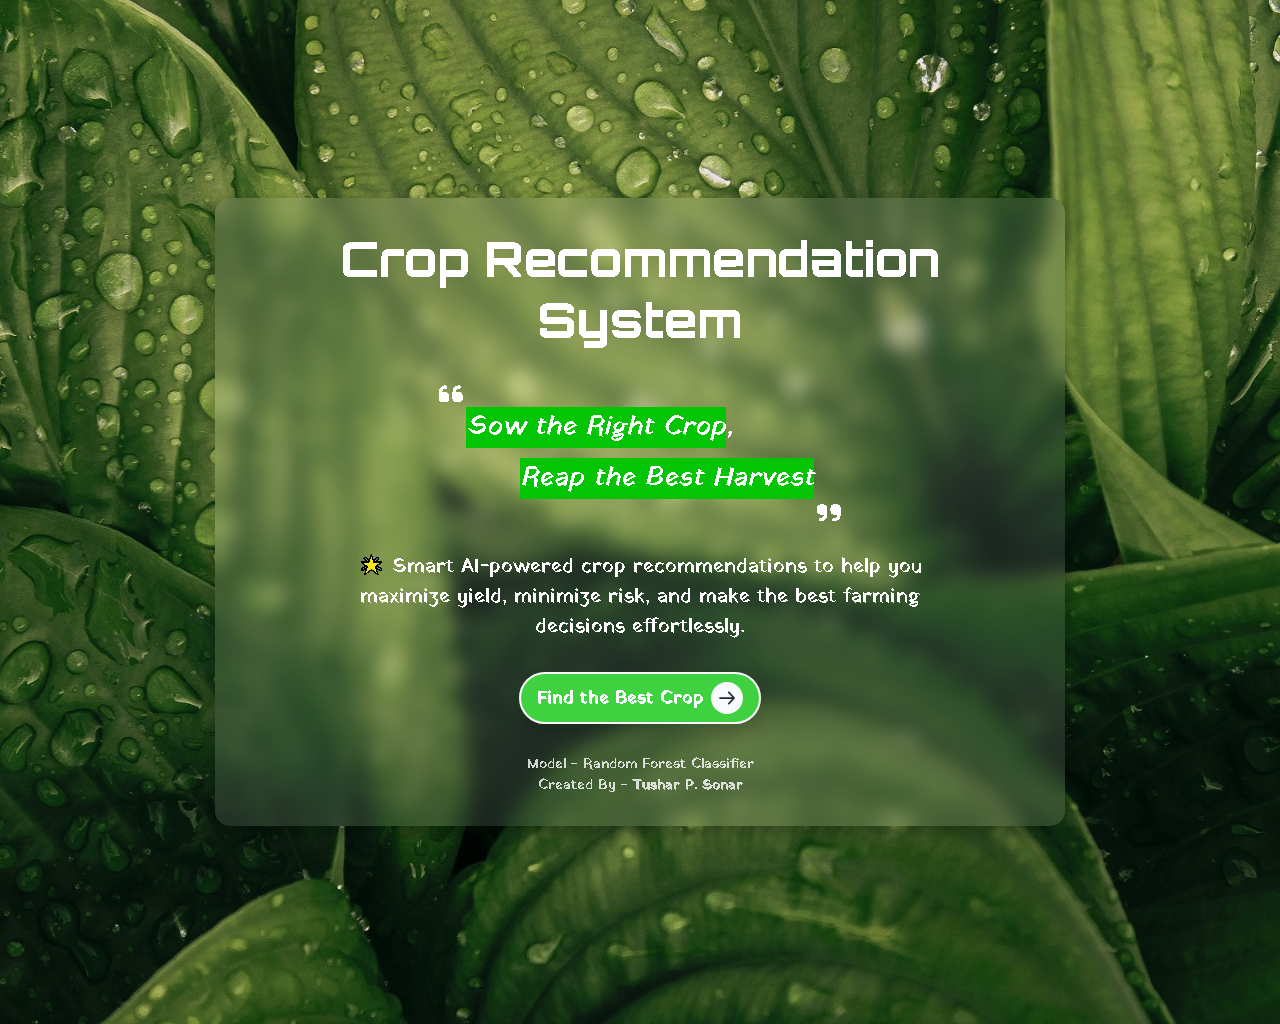 Crop Recommendation
System
“
Sow the Right Crop,
Reap the Best Harvest
”
🌟 Smart AI-powered crop recommendations to help you
maximize yield, minimize risk, and make the best farming
decisions effortlessly.
Find the Best Crop →
Model - Random Forest Classifier
Created By - Tushar P. Sonar